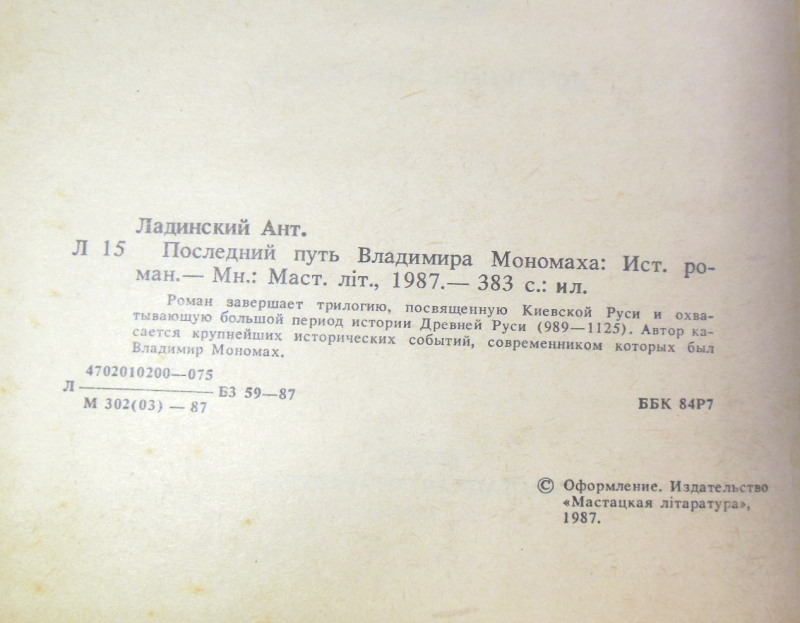 Ладинский Ант.
Л 15 Последний путь Владимира Мономаха: Ист. ро-
ман.— Мн.: Маст. літ., 1987.— 383 с.: ил.
Роман завершает трилогию, посвященную Киевской Руси и охва-
тывающую большой период истории Древней Руси (989—1125). Автор ка-
сается крупнейших исторических событий, современником которых был
Владимир Мономах.
4702010200—075
Л ———— БЗ 59—87
М 302(03) — 87
ББК 84Р7
© Оформление. Издательство
«Мастацкая літаратура»,
1987.